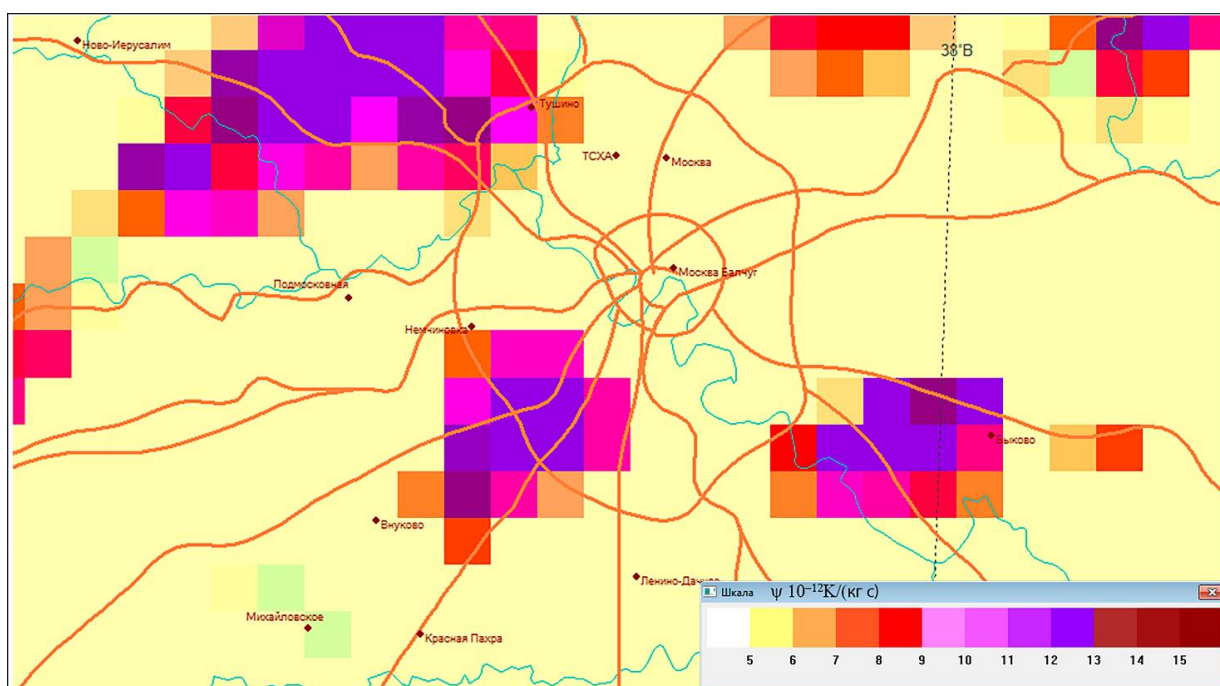 Ново-Иерусалим
38°В
Тушино
ТСХА
Москва
Москва Балчуг
Подмосковная
Немчиновка
Быково
Внуково
Ленино-Дачное
Михайловское
Красная Пахра
Шкала ψ 10⁻¹²K/(кг с)
5 6 7 8 9 10 11 12 13 14 15